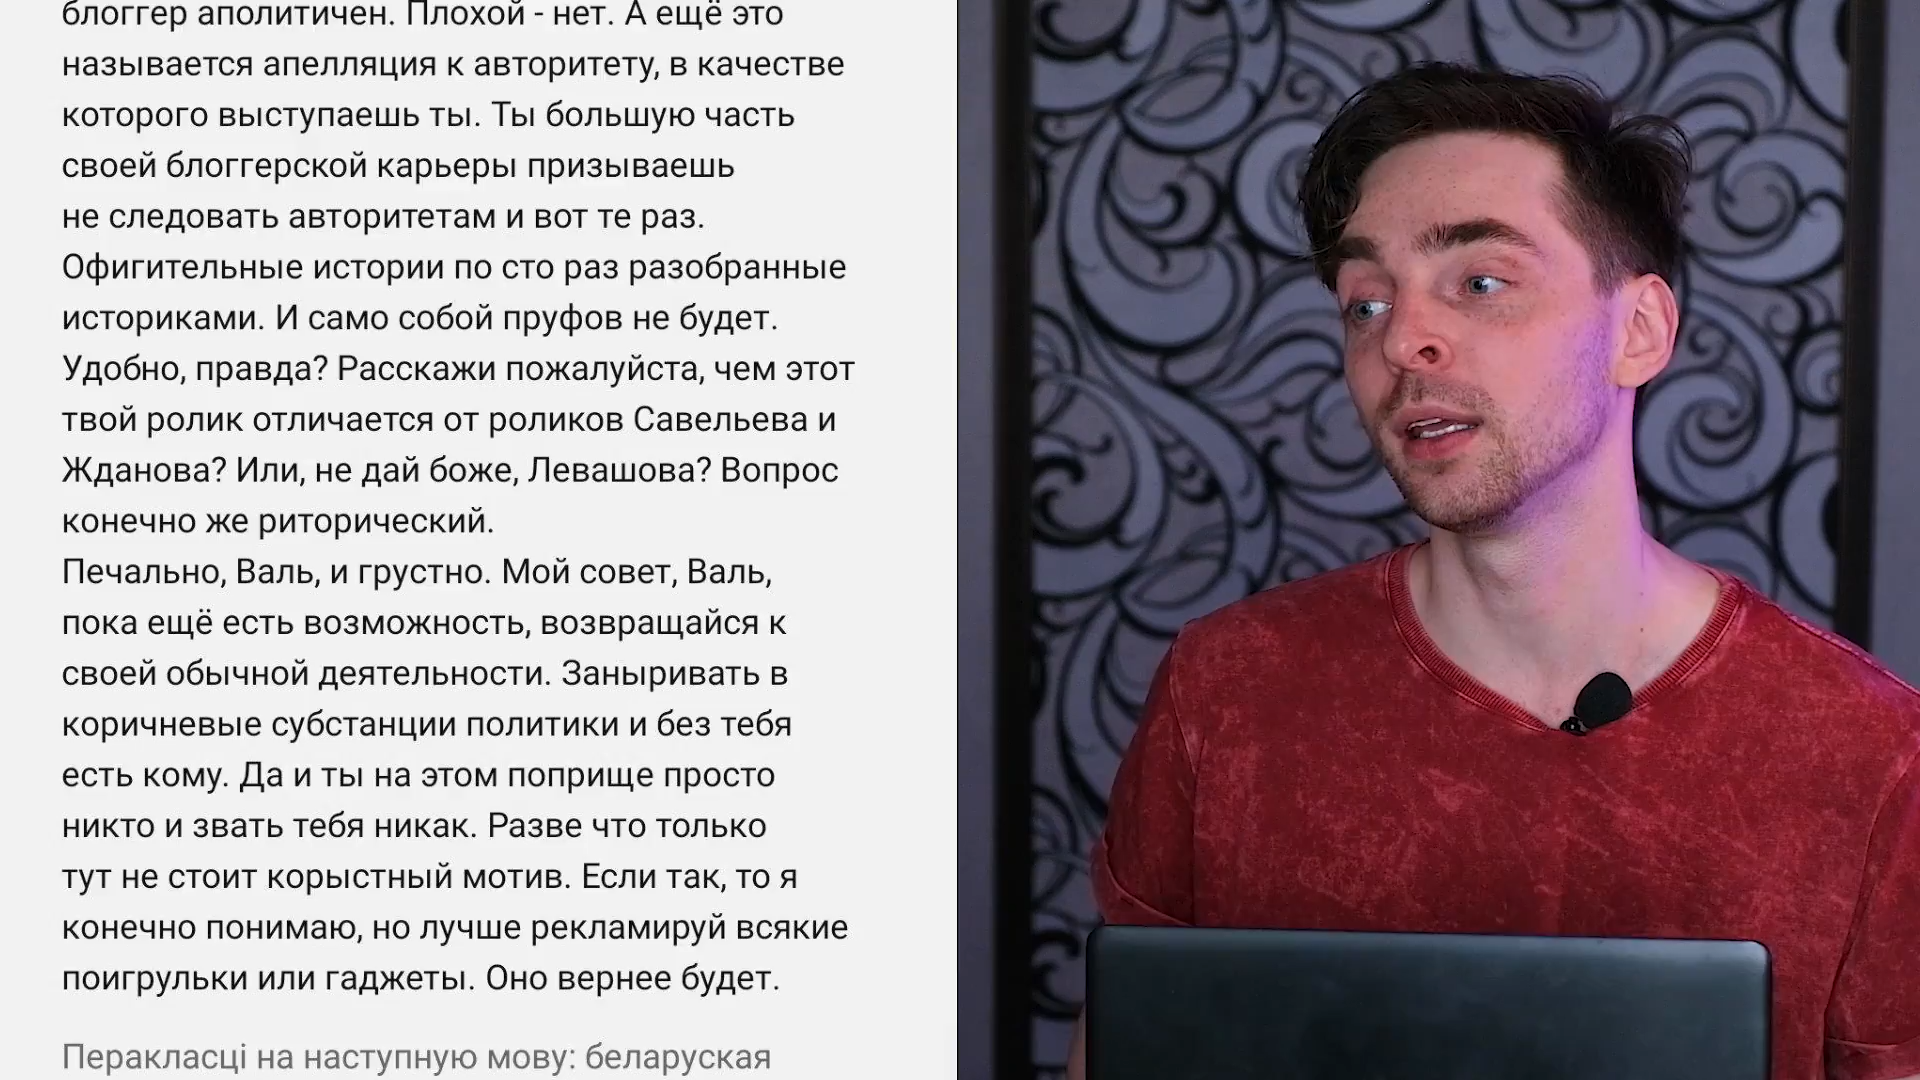 блоггер аполитичен. Плохой - нет. А ещё это
называется апелляция к авторитету, в качестве
которого выступаешь ты. Ты большую часть
своей блоггерской карьеры призываешь
не следовать авторитетам и вот те раз.
Офигительные истории по сто раз разобранные
историками. И само собой пруфов не будет.
Удобно, правда? Расскажи пожалуйста, чем этот
твой ролик отличается от роликов Савельева и
Жданова? Или, не дай боже, Левашова? Вопрос
конечно же риторический.
Печально, Валь, и грустно. Мой совет, Валь,
пока ещё есть возможность, возвращайся к
своей обычной деятельности. Заныривать в
коричневые субстанции политики и без тебя
есть кому. Да и ты на этом поприще просто
никто и звать тебя никак. Разве что только
тут не стоит корыстный мотив. Если так, то я
конечно понимаю, но лучше рекламируй всякие
поигрульки или гаджеты. Оно вернее будет.
Перакласці на наступную мову: беларуская